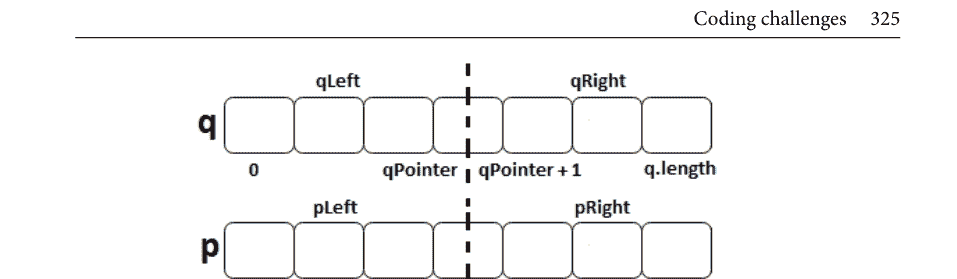 Coding challenges 325
qLeft qRight
q
0 qPointer qPointer + 1 q.length
pLeft pRight
p